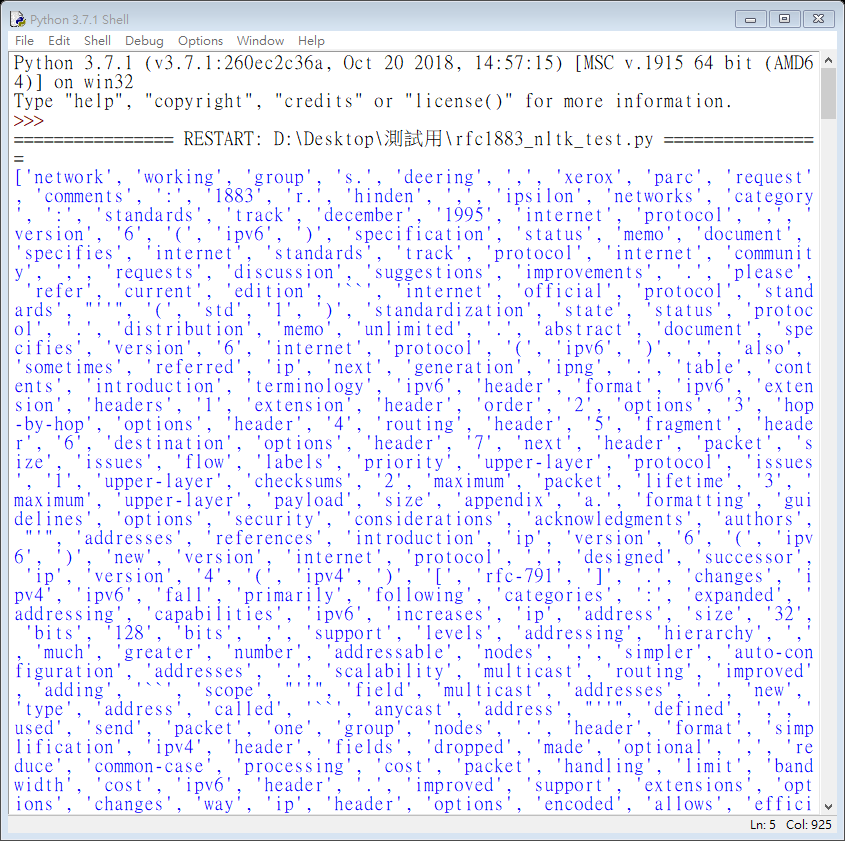 Python 3.7.1 Shell
File Edit Shell Debug Options Window Help
Python 3.7.1 (v3.7.1:260ec2c36a, Oct 20 2018, 14:57:15) [MSC v.1915 64 bit (AMD6
4)] on win32
Type "help", "copyright", "credits" or "license()" for more information.
>>>
================ RESTART: D:\Desktop\測試用\rfc1883_nltk_test.py ===============
=
['network', 'working', 'group', 's.', 'deering', ',', 'xerox', 'parc', 'request'
, 'comments', ':', '1883', 'r.', 'hinden', ',', 'ipsilon', 'networks', 'category
', ':', 'standards', 'track', 'december', '1995', 'internet', 'protocol', ',', '
version', '6', '(', 'ipv6', ')', 'specification', 'status', 'memo', 'document',
'specifies', 'internet', 'standards', 'track', 'protocol', 'internet', 'communit
y', ',', 'requests', 'discussion', 'suggestions', 'improvements', '.', 'please',
 'refer', 'current', 'edition', '``', 'internet', 'official', 'protocol', 'stand
ards', "''", '(', 'std', '1', ')', 'standardization', 'state', 'status', 'protoc
ol', '.', 'distribution', 'memo', 'unlimited', '.', 'abstract', 'document', 'spe
cifies', 'version', '6', 'internet', 'protocol', '(', 'ipv6', ')', ',', 'also',
'sometimes', 'referred', 'ip', 'next', 'generation', 'ipng', '.', 'table', 'cont
ents', 'introduction', 'terminology', 'ipv6', 'header', 'format', 'ipv6', 'exten
sion', 'headers', '1', 'extension', 'header', 'order', '2', 'options', '3', 'hop
-by-hop', 'options', 'header', '4', 'routing', 'header', '5', 'fragment', 'heade
r', '6', 'destination', 'options', 'header', '7', 'next', 'header', 'packet', 's
ize', 'issues', 'flow', 'labels', 'priority', 'upper-layer', 'protocol', 'issues
', '1', 'upper-layer', 'checksums', '2', 'maximum', 'packet', 'lifetime', '3', '
maximum', 'upper-layer', 'payload', 'size', 'appendix', 'a.', 'formatting', 'gui
delines', 'options', 'security', 'considerations', 'acknowledgments', 'authors',
 "'", 'addresses', 'references', 'introduction', 'ip', 'version', '6', '(', 'ipv
6', ')', 'new', 'version', 'internet', 'protocol', ',', 'designed', 'successor',
 'ip', 'version', '4', '(', 'ipv4', ')', '[', 'rfc-791', ']', '.', 'changes', 'i
pv4', 'ipv6', 'fall', 'primarily', 'following', 'categories', ':', 'expanded', '
addressing', 'capabilities', 'ipv6', 'increases', 'ip', 'address', 'size', '32',
 'bits', '128', 'bits', ',', 'support', 'levels', 'addressing', 'hierarchy', ','
, 'much', 'greater', 'number', 'addressable', 'nodes', ',', 'simpler', 'auto-con
figuration', 'addresses', '.', 'scalability', 'multicast', 'routing', 'improved'
, 'adding', '``', 'scope', "''", 'field', 'multicast', 'addresses', '.', 'new',
'type', 'address', 'called', '``', 'anycast', 'address', "''", 'defined', ',', '
used', 'send', 'packet', 'one', 'group', 'nodes', '.', 'header', 'format', 'simp
lification', 'ipv4', 'header', 'fields', 'dropped', 'made', 'optional', ',', 're
duce', 'common-case', 'processing', 'cost', 'packet', 'handling', 'limit', 'band
width', 'cost', 'ipv6', 'header', '.', 'improved', 'support', 'extensions', 'opt
ions', 'changes', 'way', 'ip', 'header', 'options', 'encoded', 'allows', 'effici
Ln: 5 Col: 925